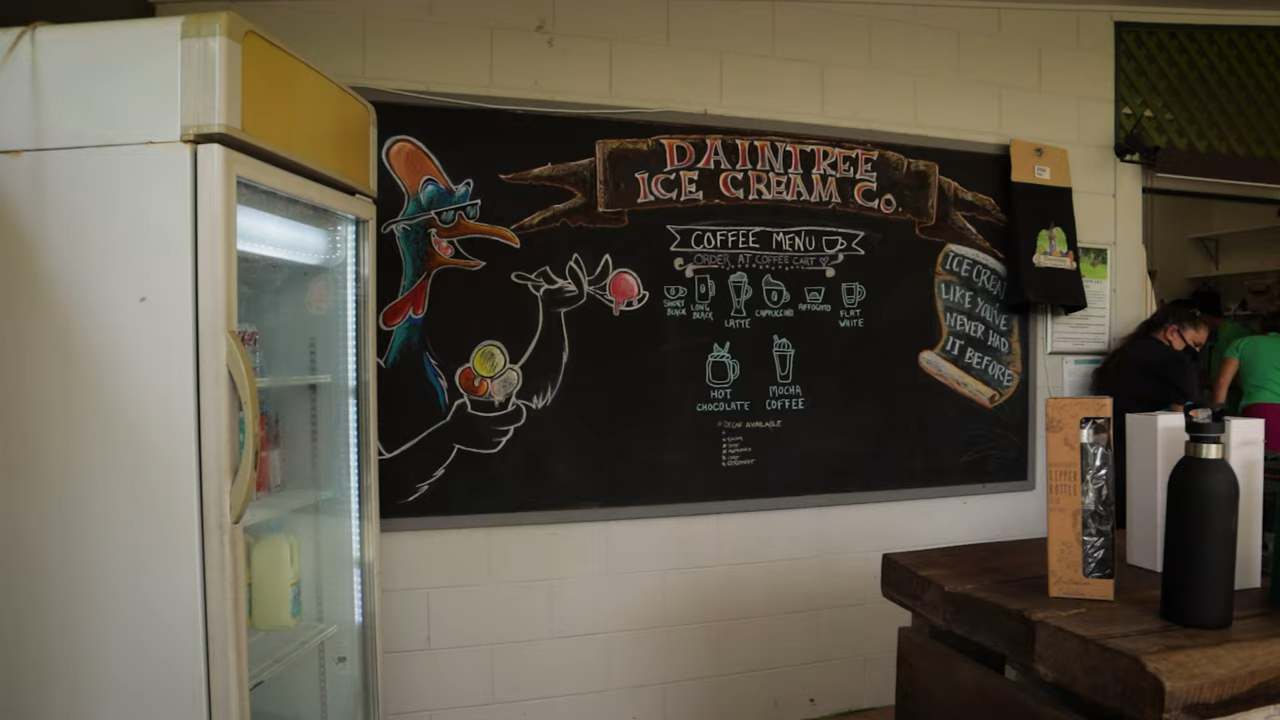 DAINTREE
ICE CREAM Co.
COFFEE MENU
ORDER AT COFFEE CART
SHORT BLACK
LONG BLACK
LATTE
CAPPUCCINO
AFFOGATO
FLAT WHITE
HOT CHOCOLATE
MOCHA COFFEE
DECAF AVAILABLE
ICE CREAM
LIKE YOU'VE
NEVER HAD
IT BEFORE